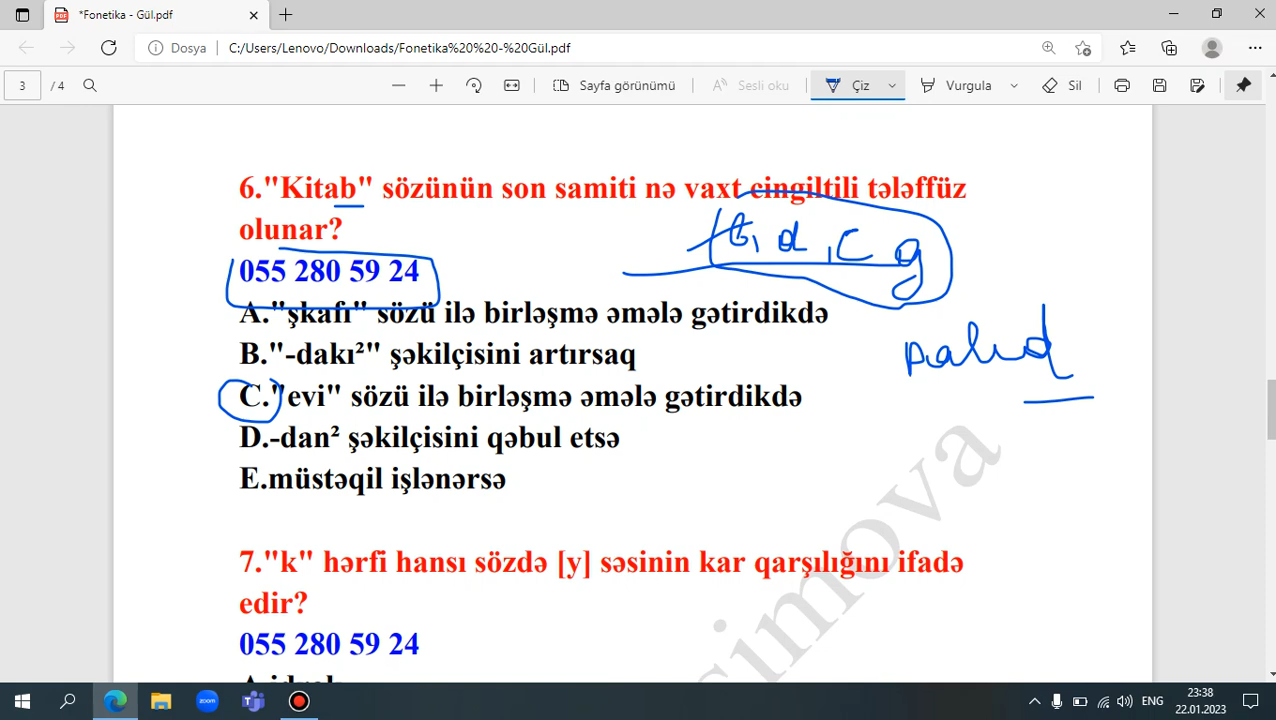 *Fonetika - Gül.pdf
Dosya C:/Users/Lenovo/Downloads/Fonetika%20%20-%20Gül.pdf
3 / 4 Sayfa görünümü Sesli oku Çiz Vurgula Sil
6."Kitab" sözünün son samiti nə vaxt cingiltili tələffüz
olunar?
b, d, c g
055 280 59 24
A."şkafı" sözü ilə birləşmə əmələ gətirdikdə
B."-dakı²" şəkilçisini artırsaq
palıd
C."evi" sözü ilə birləşmə əmələ gətirdikdə
D.-dan² şəkilçisini qəbul etsə
E.müstəqil işlənərsə
simova
7."k" hərfi hansı sözdə [y] səsinin kar qarşılığını ifadə
edir?
055 280 59 24
zoom ENG 23:38
22.01.2023